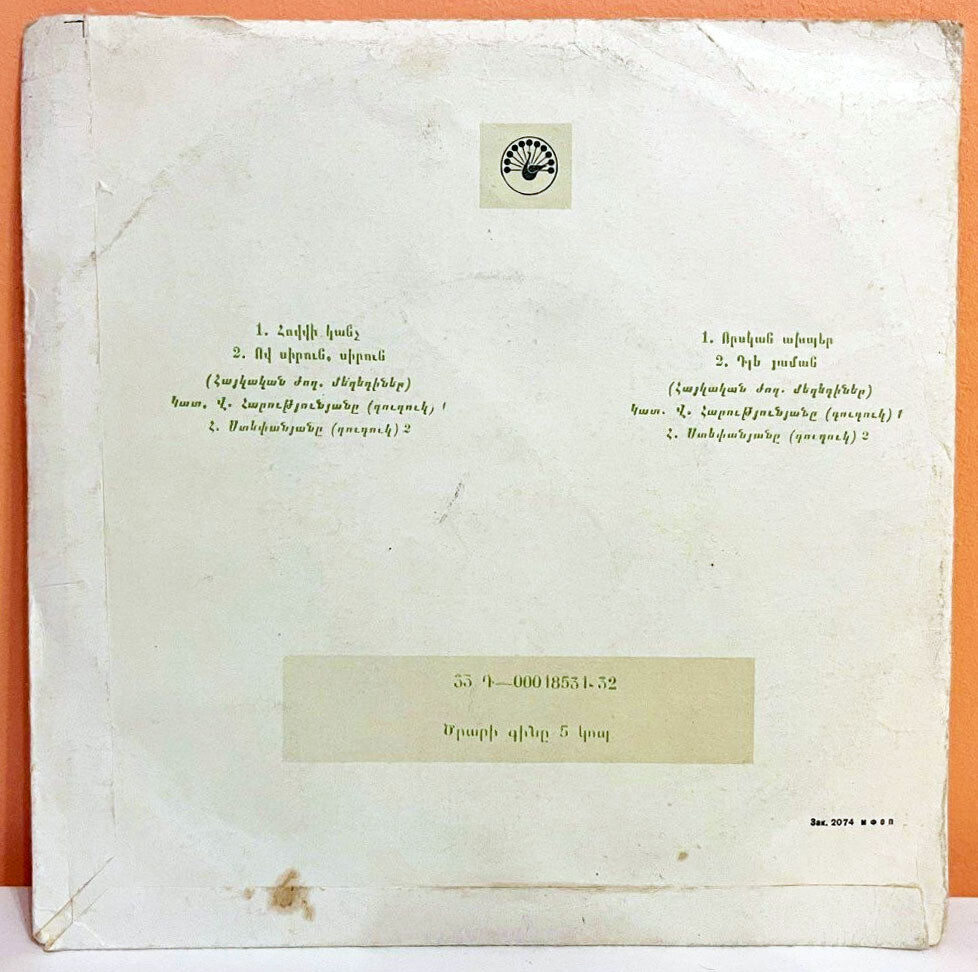 1. Հովվի կանչ
2. Ով սիրուն, սիրուն
(Հայկական ժող. մեղեդիներ)
Կատ. Վ. Հարությունյանը (դուդուկ) 1
Հ. Ստեփանյանը (դուդուկ) 2
1. Որսկան ախպեր
2. Դլե յաման
(Հայկական ժող. մեղեդիներ)
Կատ. Վ. Հարությունյանը (դուդուկ) 1
Հ. Ստեփանյանը (դուդուկ) 2
33 Դ—00018531-32
Ծրարի գինը 5 կոպ
Зак. 2074 МФОП